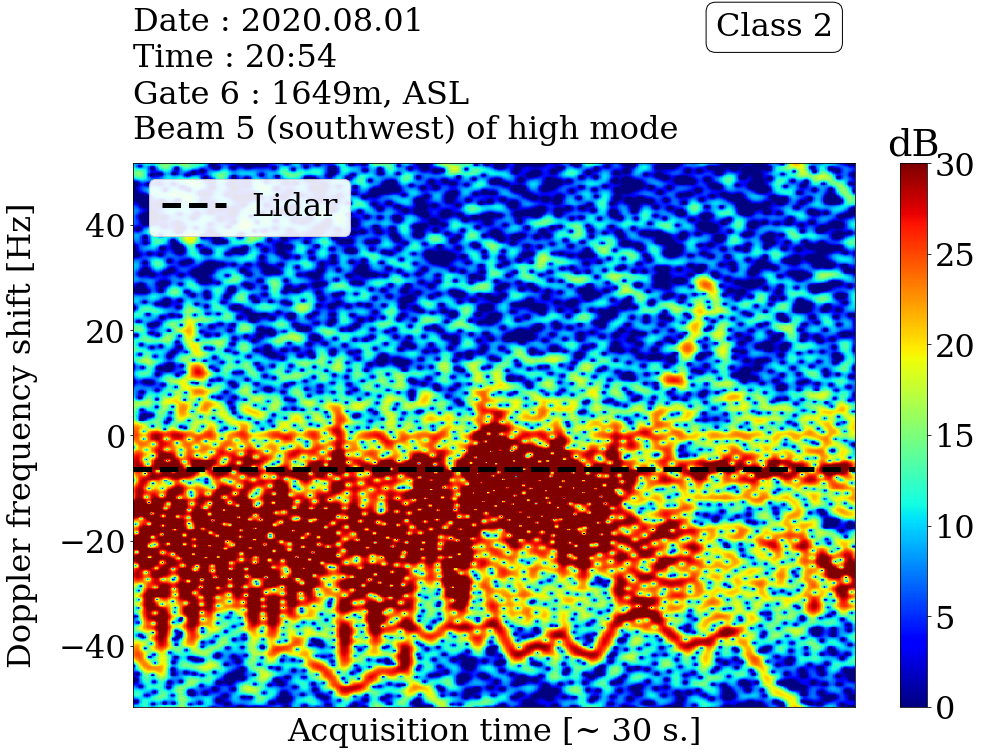 Date : 2020.08.01
Time : 20:54
Gate 6 : 1649m, ASL
Beam 5 (southwest) of high mode
Class 2
dB
Lidar
Doppler frequency shift [Hz]
40
20
0
−20
−40
Acquisition time [~ 30 s.]
30
25
20
15
10
5
0